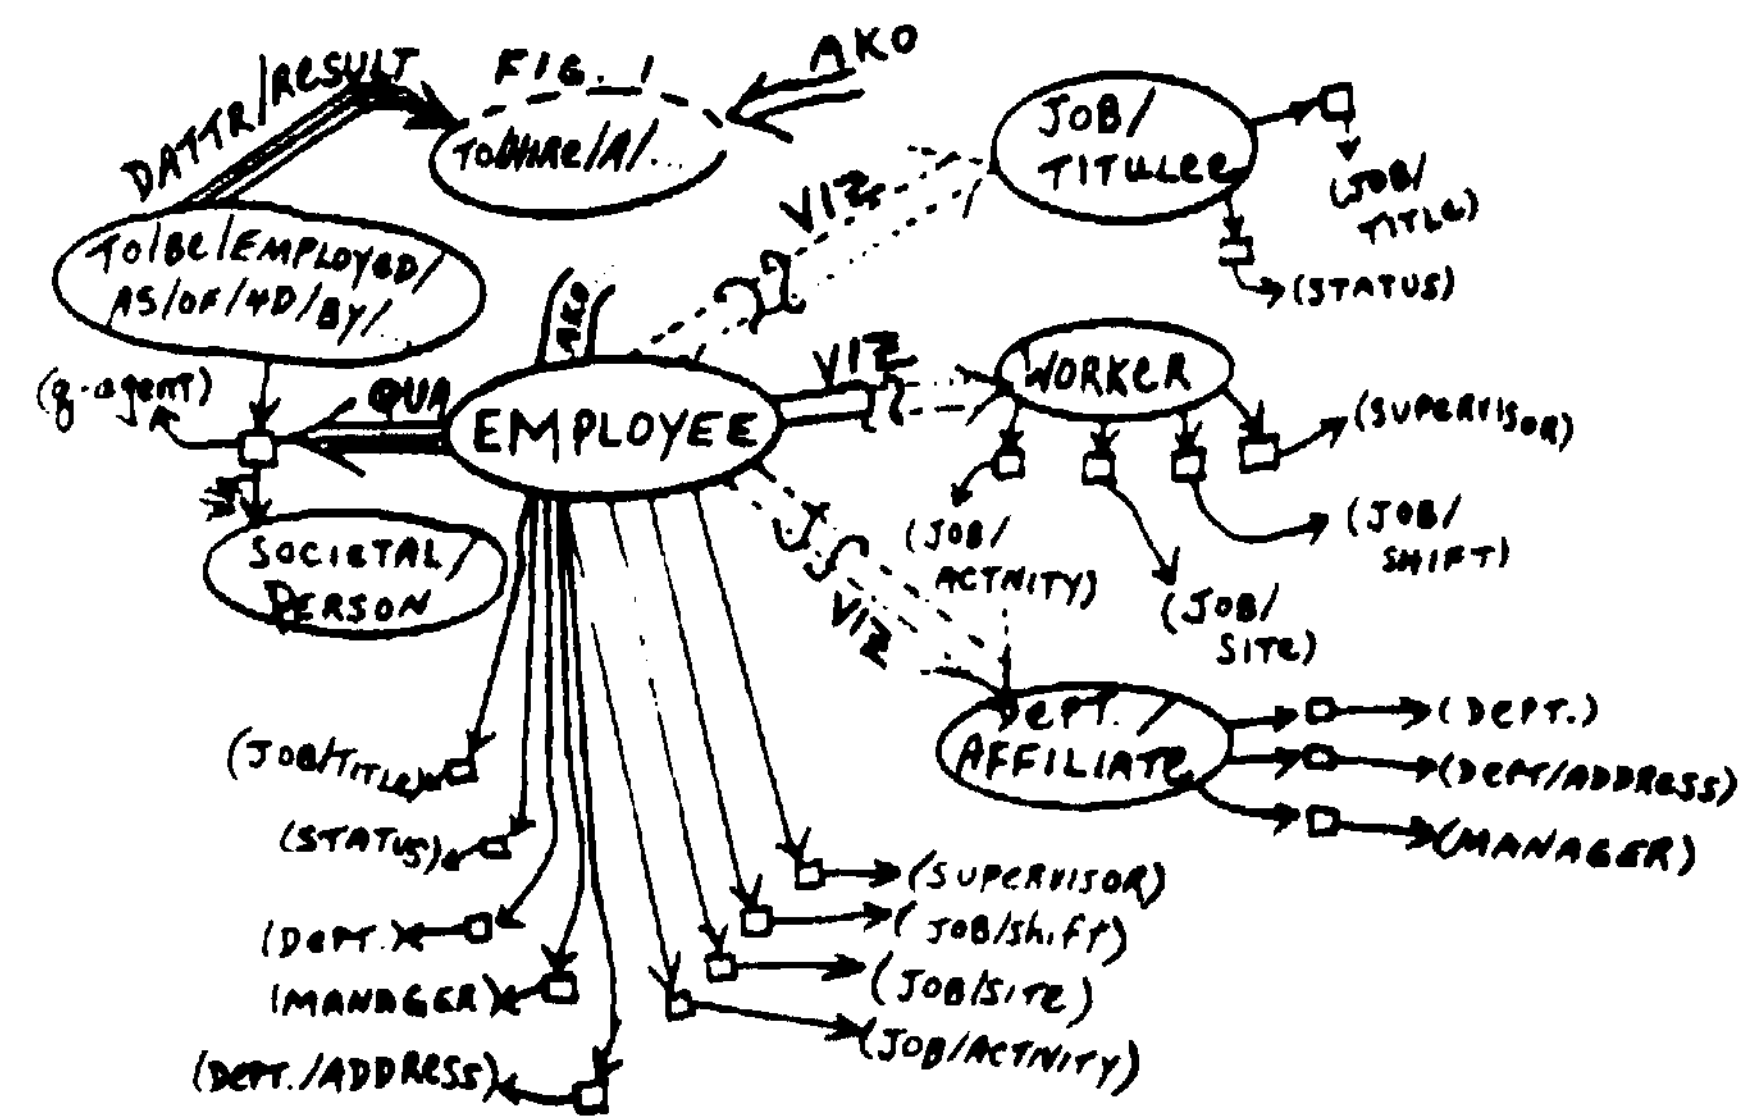 DATTR/RESULT
FIG. 1
AKO
TO/HIRE/A/...
JOB/
TITULEE
(JOB/
TITLE)
(STATUS)
VIZ
TO/BE/EMPLOYED/
AS/OF/4D/BY/...
AKO
(q-agent)
QUA
EMPLOYEE
VIZ
WORKER
(SUPERVISOR)
(JOB/
SHIFT)
(JOB/
ACTIVITY)
(JOB/
SITE)
SOCIETAL/
PERSON
VIZ
DEPT./
AFFILIATE
(DEPT.)
(DEPT/ADDRESS)
(MANAGER)
(JOB/TITLE)
(STATUS)
(DEPT.)
(MANAGER)
(DEPT./ADDRESS)
(SUPERVISOR)
(JOB/shift)
(JOB/SITE)
(JOB/ACTIVITY)